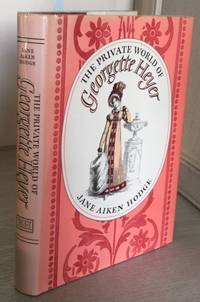 JANE
AIKEN
HODGE
THE PRIVATE WORLD OF
Georgette Heyer
THE PRIVATE WORLD OF
Georgette Heyer
JANE AIKEN HODGE